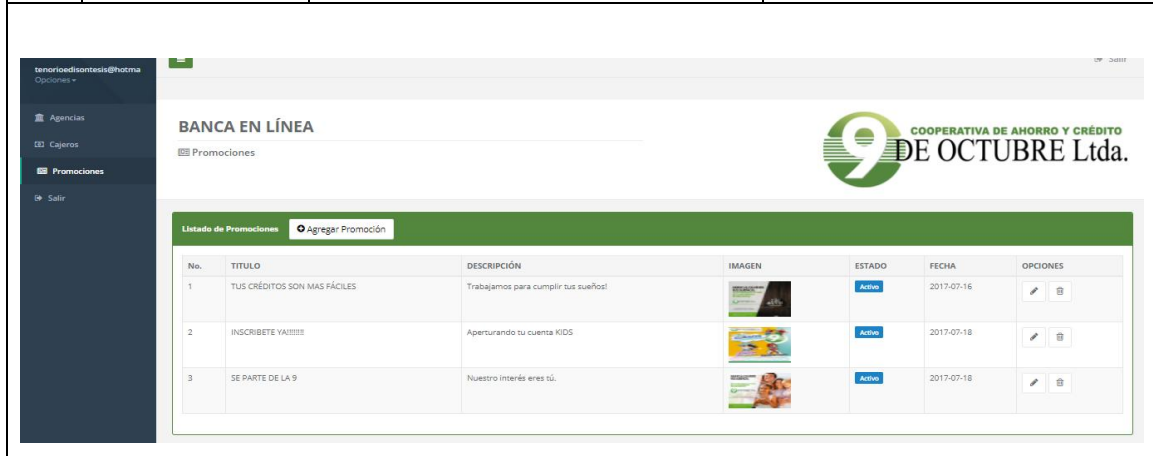 tenorioedisontesis@hotma
Opciones
Salir
Agencias
Cajeros
Promociones
Salir
BANCA EN LÍNEA
Promociones
9
COOPERATIVA DE AHORRO Y CRÉDITO
DE OCTUBRE Ltda.
Listado de Promociones Agregar Promoción
No. TITULO DESCRIPCIÓN IMAGEN ESTADO FECHA OPCIONES
1 TUS CRÉDITOS SON MAS FÁCILES Trabajamos para cumplir tus sueños! Activo 2017-07-16
2 INSCRIBETE YA!!!!!!!! Aperturando tu cuenta KIDS Activo 2017-07-18
3 SE PARTE DE LA 9 Nuestro interés eres tú. Activo 2017-07-18